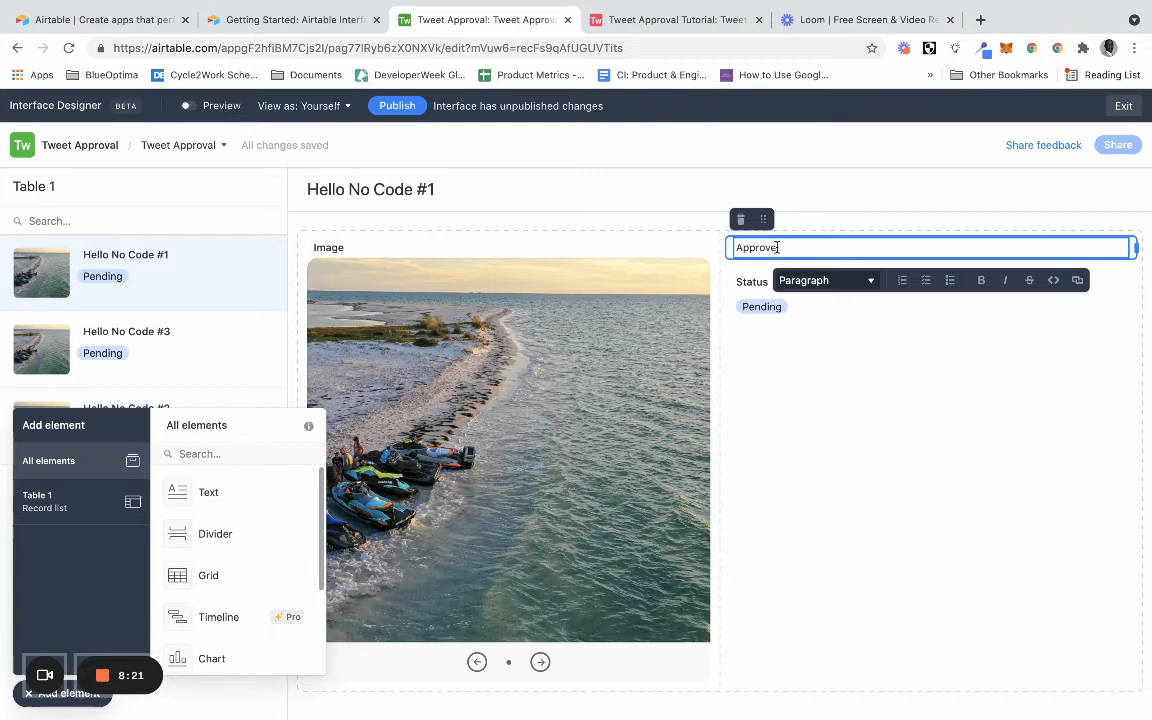 Airtable | Create apps that per
Getting Started: Airtable Interf
Tweet Approval: Tweet Approv
Tweet Approval Tutorial: Tweet
Loom | Free Screen & Video Re
https://airtable.com/appgF2hfiBM7Cjs2l/pag77lRyb6zX0NXVk/edit?mVuw6=recFs9qAfUGUVTits
Apps
BlueOptima
Cycle2Work Sche...
Documents
DeveloperWeek Gl...
Product Metrics -...
CI: Product & Engi...
How to Use Googl...
»
Other Bookmarks
Reading List
Interface Designer
BETA
Preview
View as: Yourself
Publish
Interface has unpublished changes
Exit
Tw
Tweet Approval / Tweet Approval
All changes saved
Share feedback
Share
Table 1
Search...
Hello No Code #1
Pending
Hello No Code #3
Pending
Hello No Code #2
Hello No Code #1
Image
Approve
Status
Paragraph
Pending
Add element
All elements
Table 1
Record list
All elements
Search...
Text
Divider
Grid
Timeline
Pro
Chart
8:21
Add element